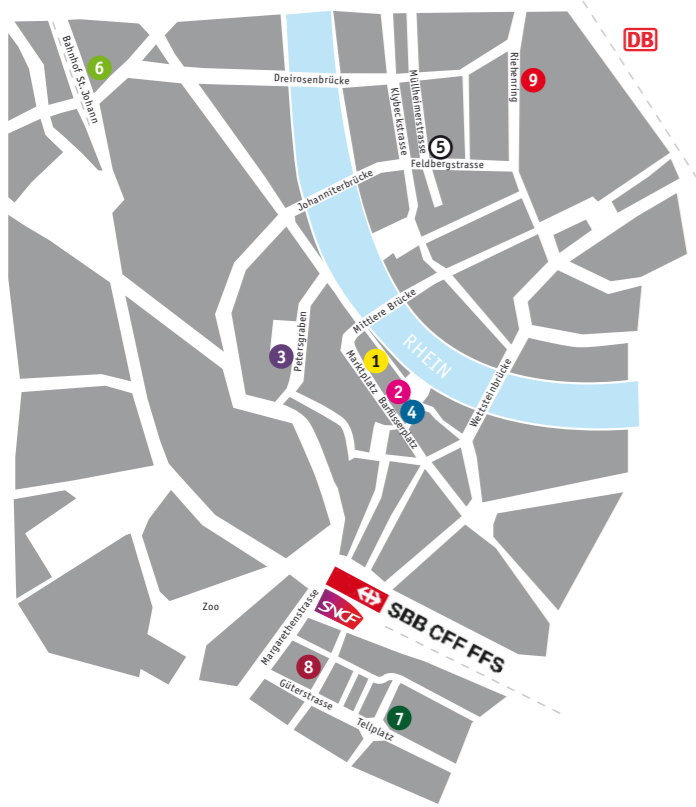 DB
Bahnhof St. Johann
6
Dreirosenbrücke
Klybeckstrasse
Müllheimerstrasse
Riehenring
9
5
Feldbergstrasse
Johanniterbrücke
Mittlere Brücke
RHEIN
Petersgraben
3
1
Marktplatz
2
4
Barfüsserplatz
Wettsteinbrücke
Zoo
SBB CFF FFS
SNCF
Margarethenstrasse
8
Güterstrasse
7
Tellplatz